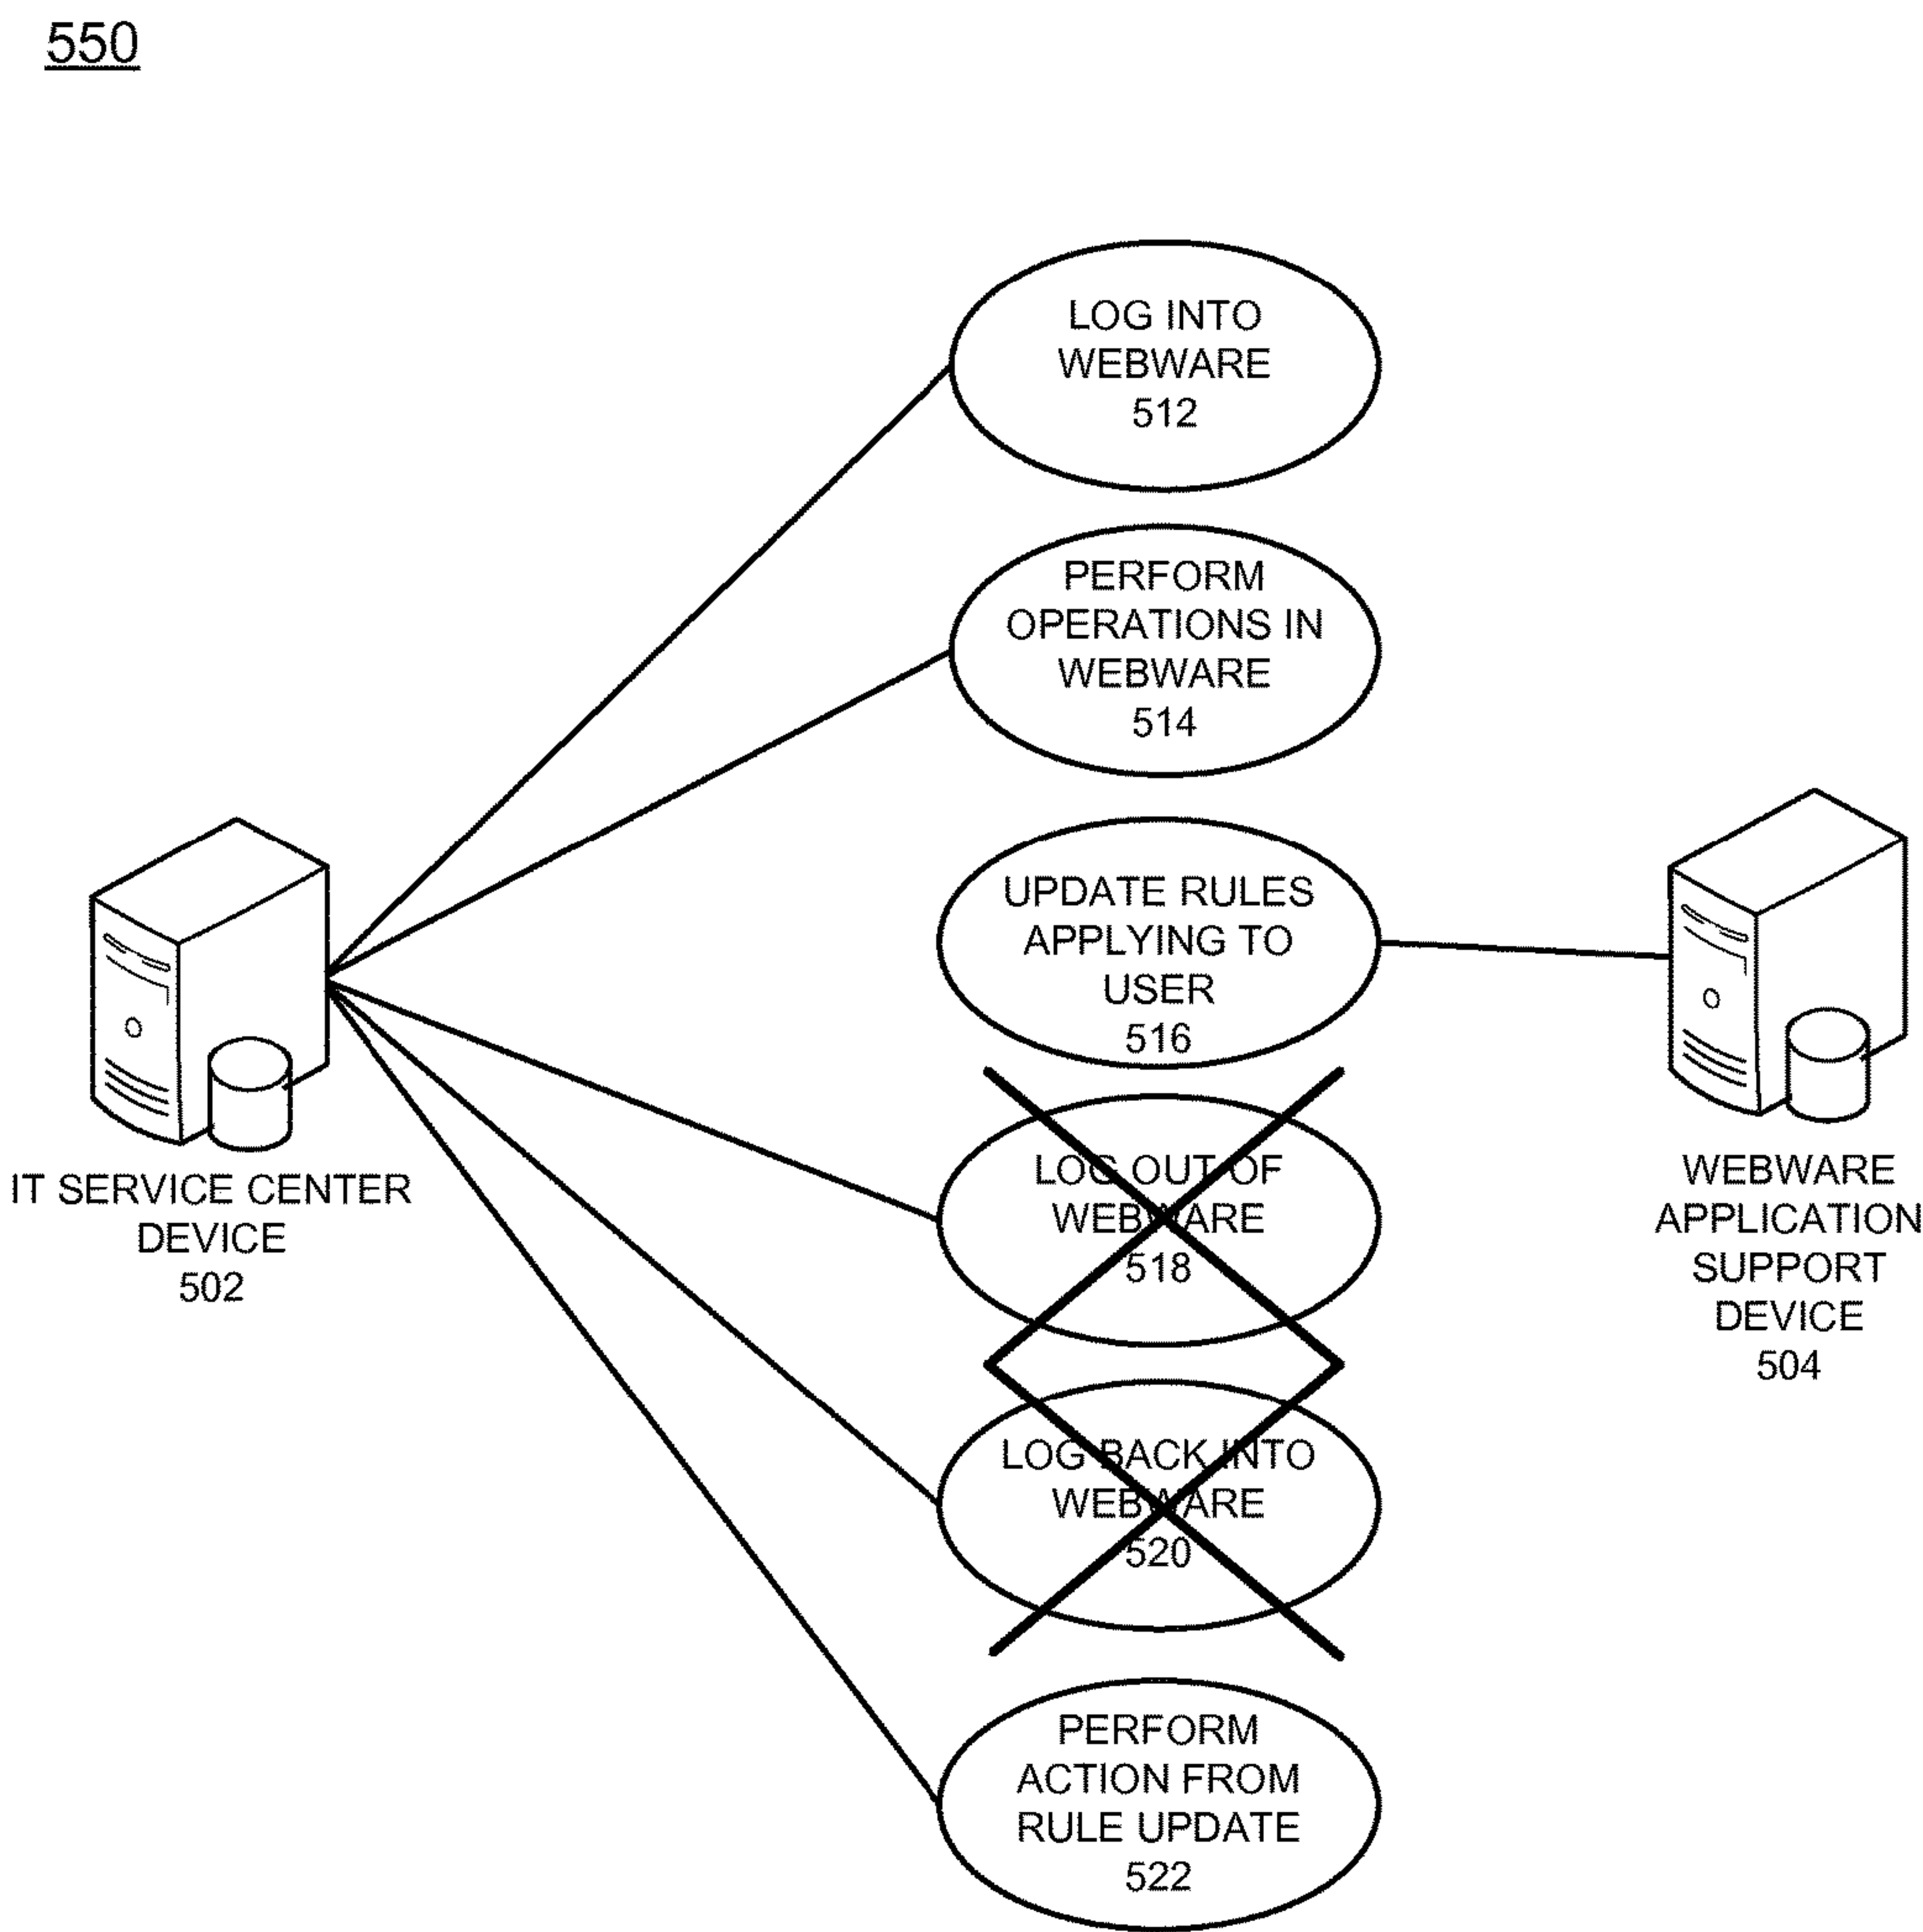 550
LOG INTO
WEBWARE
512
PERFORM
OPERATIONS IN
WEBWARE
514
UPDATE RULES
APPLYING TO
USER
516
LOG OUT OF
WEBWARE
518
LOG BACK INTO
WEBWARE
520
PERFORM
ACTION FROM
RULE UPDATE
522
IT SERVICE CENTER
DEVICE
502
WEBWARE
APPLICATION
SUPPORT
DEVICE
504